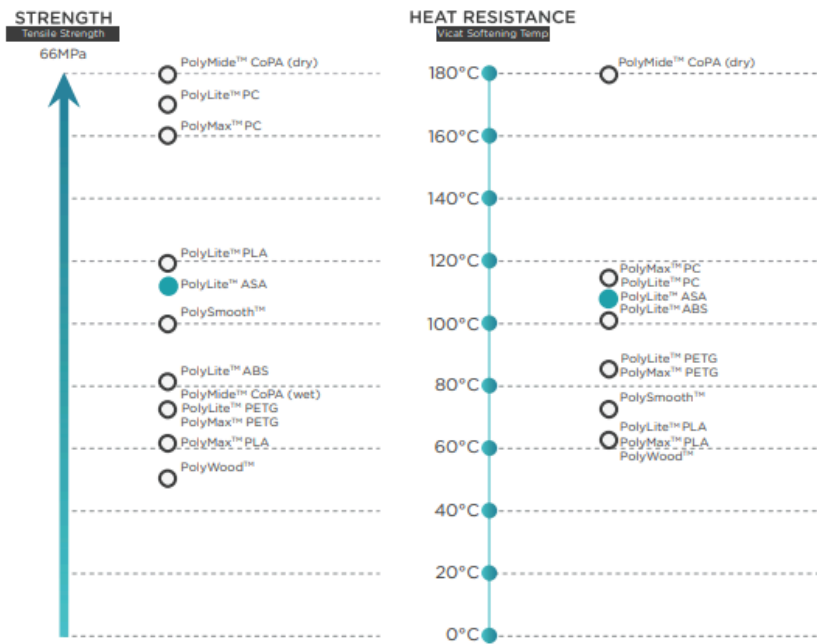 STRENGTH
Tensile Strength
66MPa
PolyMide™ CoPA (dry)
PolyLite™ PC
PolyMax™ PC
PolyLite™ PLA
PolyLite™ ASA
PolySmooth™
PolyLite™ ABS
PolyMide™ CoPA (wet)
PolyLite™ PETG
PolyMax™ PETG
PolyMax™ PLA
PolyWood™
HEAT RESISTANCE
Vicat Softening Temp
180°C
160°C
140°C
120°C
100°C
80°C
60°C
40°C
20°C
0°C
PolyMide™ CoPA (dry)
PolyMax™ PC
PolyLite™ PC
PolyLite™ ASA
PolyLite™ ABS
PolyLite™ PETG
PolyMax™ PETG
PolySmooth™
PolyLite™ PLA
PolyMax™ PLA
PolyWood™